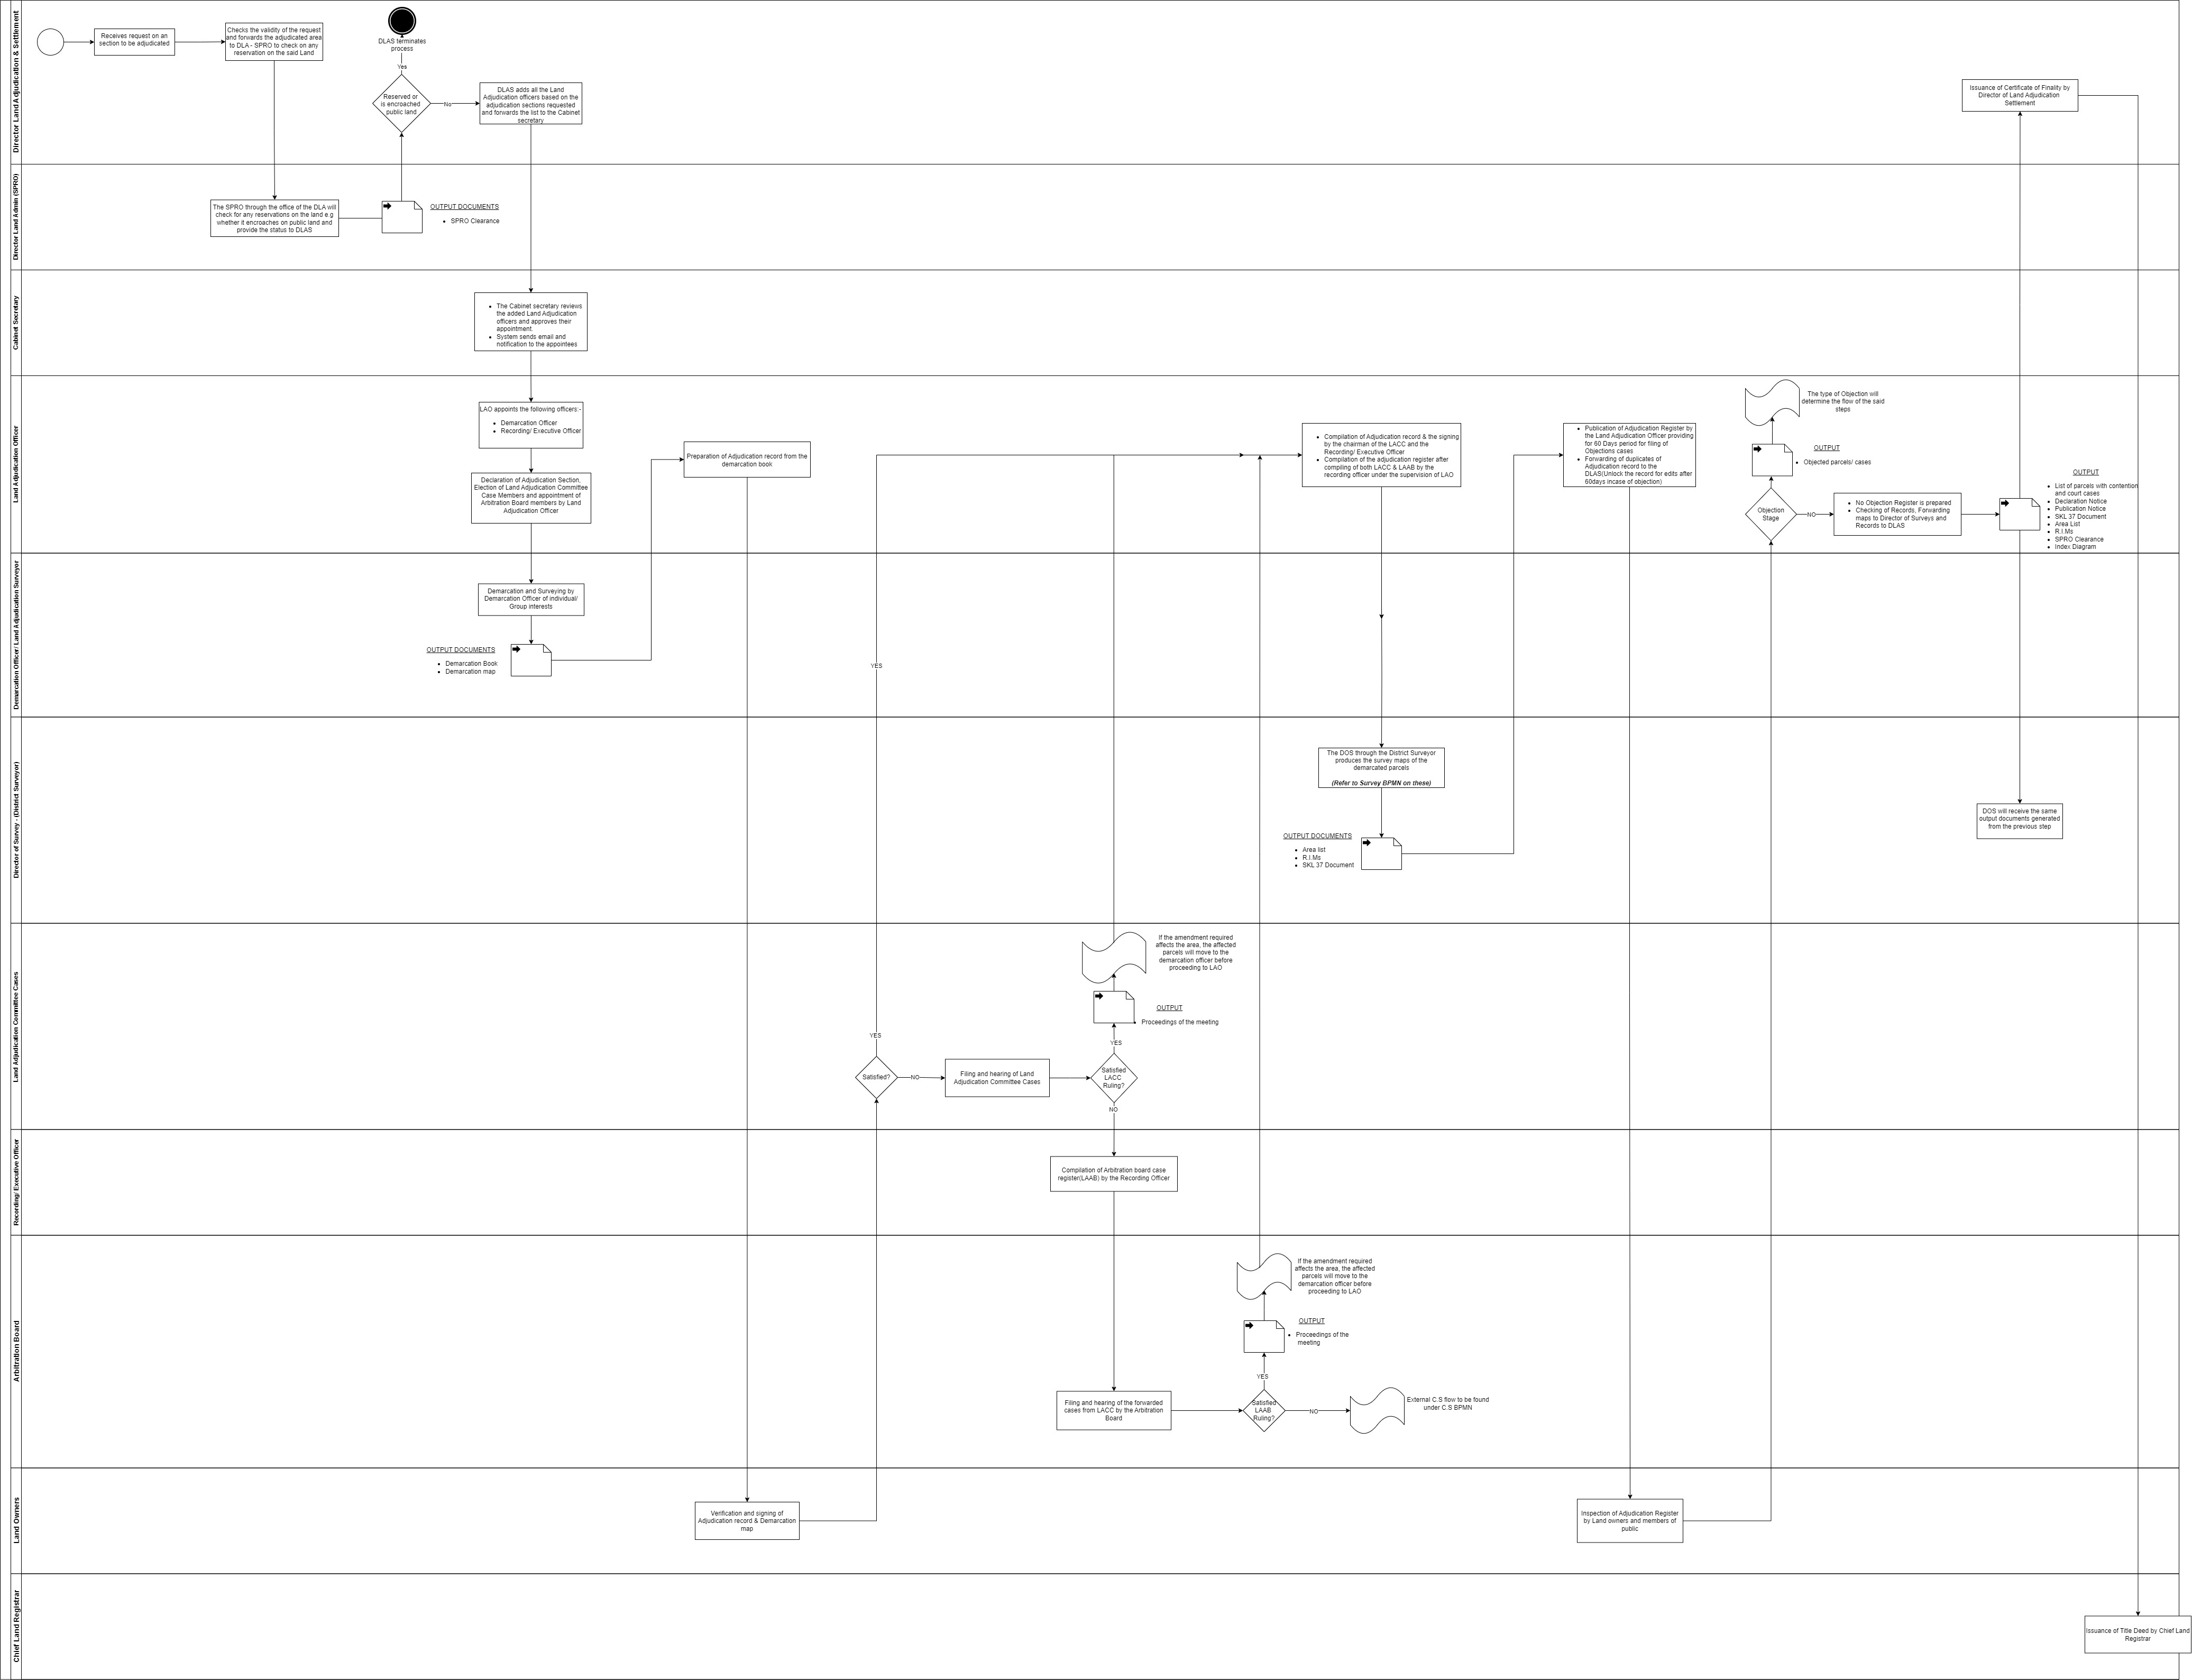 Director Land Adjudication & Settlement
Receives request on an
section to be adjudicated
Checks the validity of the request
and forwards the adjudicated area
to DLA - SPRO to check on any
reservation on the said Land
DLAS terminates
process
Yes
Reserved or
is encroached
public land
No
DLAS adds all the Land
Adjudication officers based on the
adjudication sections requested
and forwards the list to the Cabinet
secretary
Issuance of Certificate of Finality by
Director of Land Adjudication
Settlement
Director Land Admin (SPRO)
The SPRO through the office of the DLA will
check for any reservations on the land e.g
whether it encroaches on public land and
provide the status to DLAS
OUTPUT DOCUMENTS
• SPRO Clearance
Cabinet Secretary
• The Cabinet secretary reviews
the added Land Adjudication
officers and approves their
appointment.
• System sends email and
notification to the appointees
Land Adjudication Officer
LAO appoints the following officers:-
• Demarcation Officer
• Recording/ Executive Officer
Declaration of Adjudication Section,
Election of Land Adjudication Committee
Case Members and appointment of
Arbitration Board members by Land
Adjudication Officer
Preparation of Adjudication record from the
demarcation book
• Compilation of Adjudication record & the signing
by the chairman of the LACC and the
Recording/ Executive Officer
• Compilation of the adjudication register after
compiling of both LACC & LAAB by the
recording officer under the supervision of LAO
• Publication of Adjudication Register by
the Land Adjudication Officer providing
for 60 Days period for filing of
Objections cases
• Forwarding of duplicates of
Adjudication record to the
DLAS(Unlock the record for edits after
60days incase of objection)
The type of Objection will
determine the flow of the said
steps
OUTPUT
• Objected parcels/ cases
Objection
Stage
NO
• No Objection Register is prepared
• Checking of Records, Forwarding
maps to Director of Surveys and
Records to DLAS
OUTPUT
• List of parcels with contention
and court cases
• Declaration Notice
• Publication Notice
• SKL 37 Document
• Area List
• R.I.Ms
• SPRO Clearance
• Index Diagram
Demarcation Officer/ Land Adjudication Surveyor
Demarcation and Surveying by
Demarcation Officer of individual/
Group interests
OUTPUT DOCUMENTS
• Demarcation Book
• Demarcation map
YES
Director of Survey - (District Surveyor)
The DOS through the District Surveyor
produces the survey maps of the
demarcated parcels
(Refer to Survey BPMN on these)
OUTPUT DOCUMENTS
• Area list
• R.I.Ms
• SKL 37 Document
DOS will receive the same
output documents generated
from the previous step
Land Adjudication Committee Cases
If the amendment required
affects the area, the affected
parcels will move to the
demarcation officer before
proceeding to LAO
OUTPUT
• Proceedings of the meeting
YES
YES
Satisfied?
NO
Filing and hearing of Land
Adjudication Committee Cases
Satisfied
LACC
Ruling?
NO
Recording/ Executive Officer
Compilation of Arbitration board case
register(LAAB) by the Recording Officer
Arbitration Board
If the amendment required
affects the area, the affected
parcels will move to the
demarcation officer before
proceeding to LAO
OUTPUT
• Proceedings of the
meeting
YES
Filing and hearing of the forwarded
cases from LACC by the Arbitration
Board
Satisfied
LAAB
Ruling?
NO
External C.S flow to be found
under C.S BPMN
Land Owners
Verification and signing of
Adjudication record & Demarcation
map
Inspection of Adjudication Register
by Land owners and members of
public
Chief Land Registrar
Issuance of Title Deed by Chief Land
Registrar